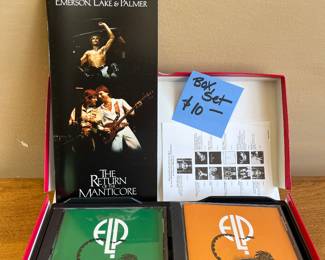 EMERSON, LAKE & PALMER
THE
RETURN
OF THE
MANTICORE
BOX
Set
$10—
ELP
ELP